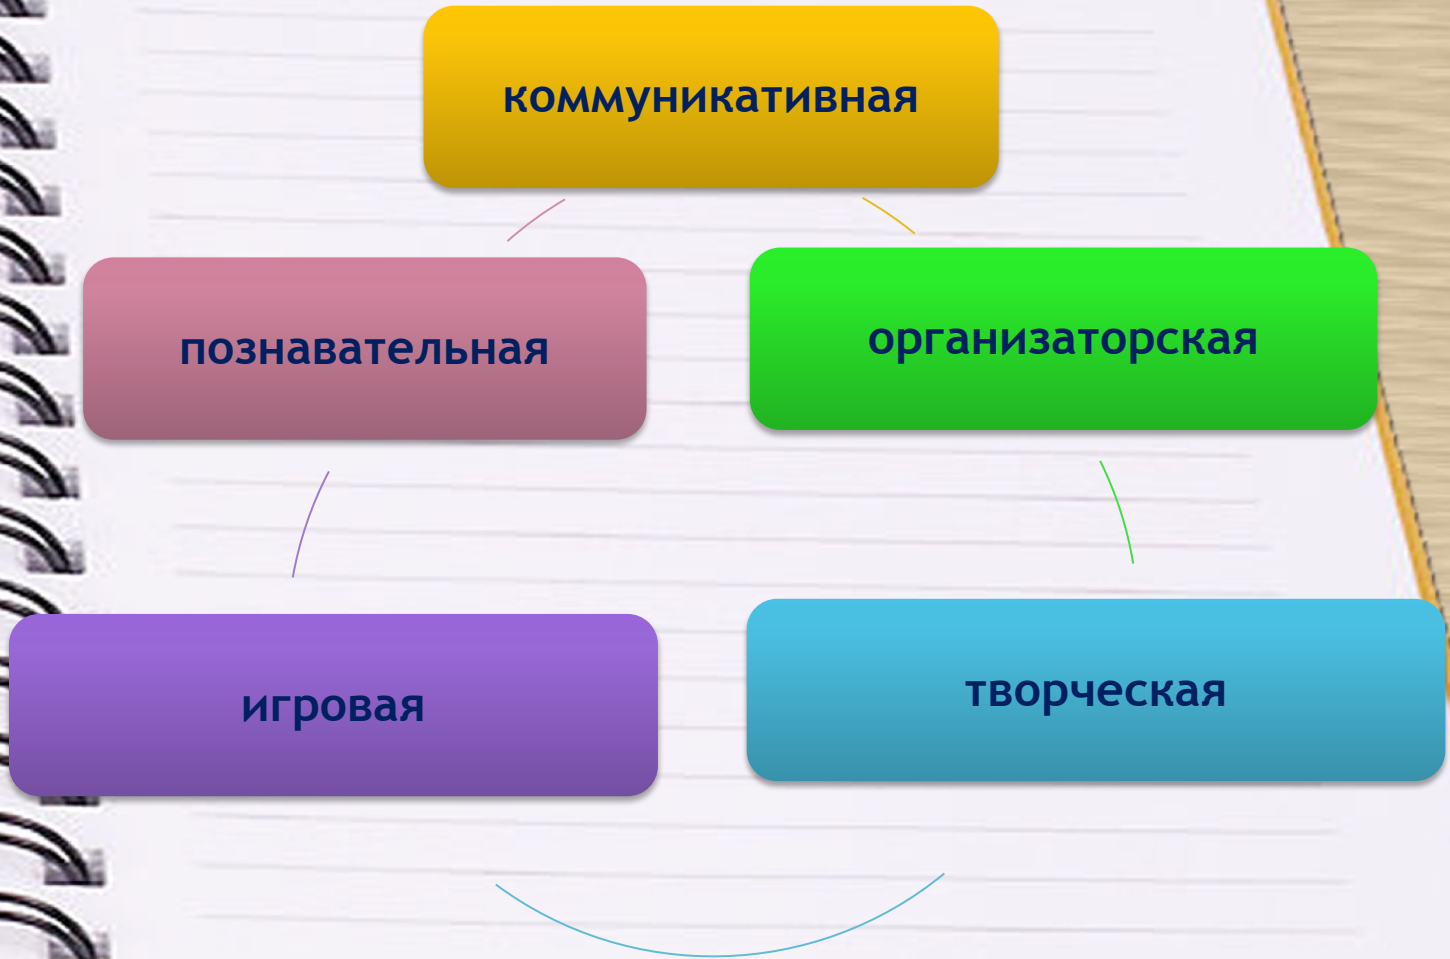 коммуникативная
познавательная
организаторская
игровая
творческая